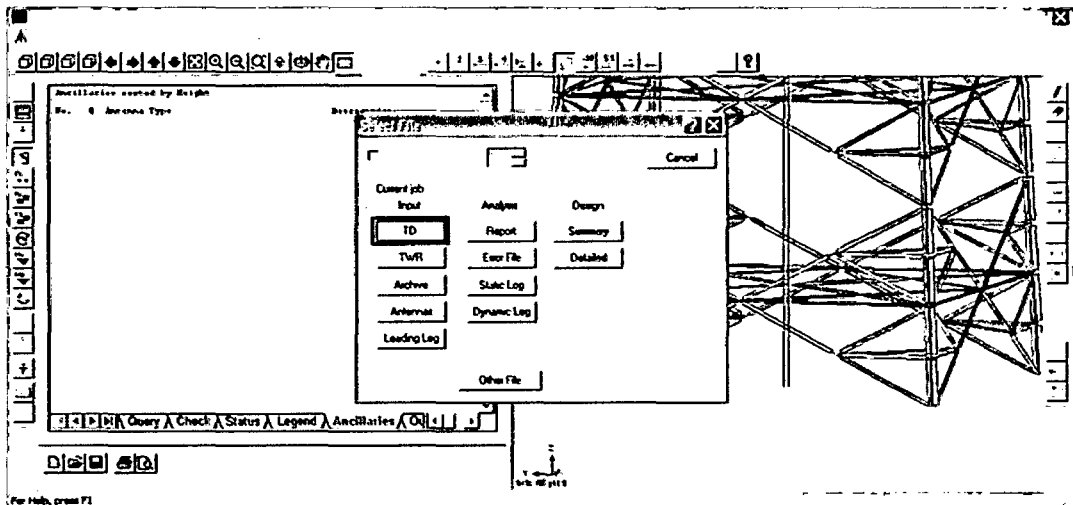 Ancillaries sorted by Height
No. Q Antenna Type
Select File
Cancel
Current job
Input Analysis Design
TD Report Summary
TWR Error File Detailed
Archive Static Log
Antennas Dynamic Log
Loading Log
Other File
Query Check Status Legend Ancillaries
For Help, press F1